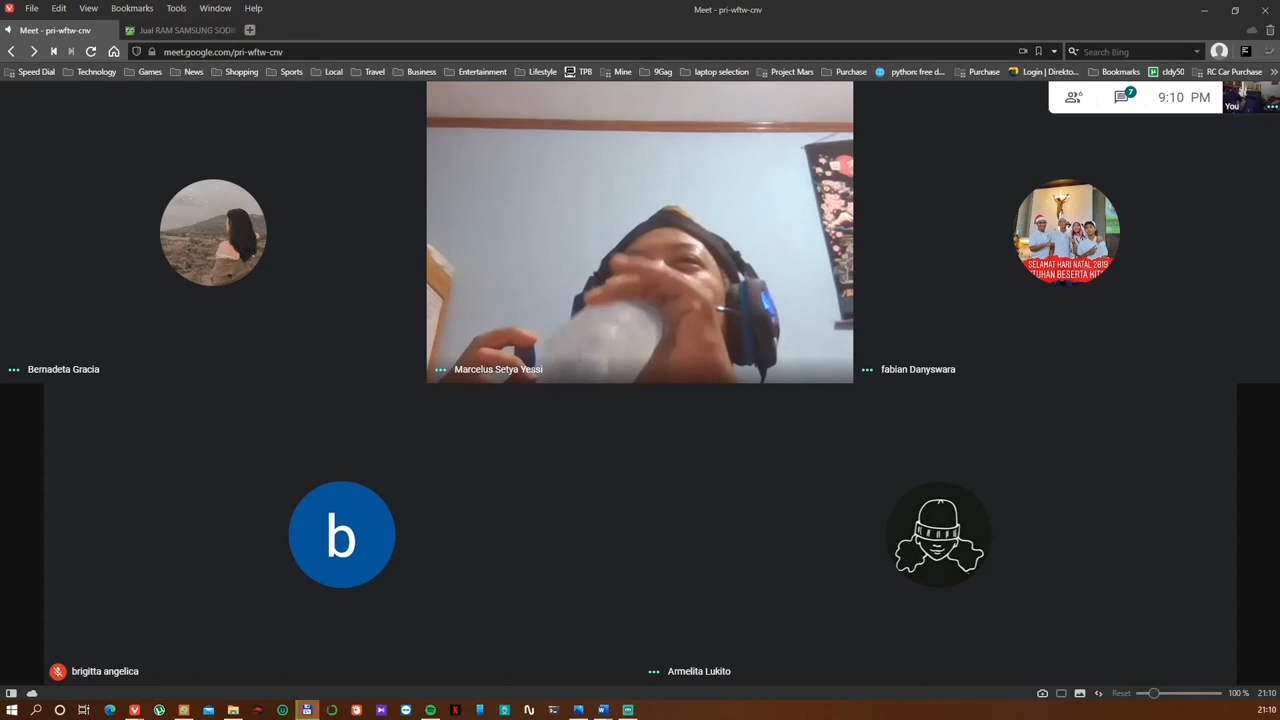 File Edit View Bookmarks Tools Window Help
Meet - pri-wftw-cnv
Meet - pri-wftw-cnv
Jual RAM SAMSUNG SODI
meet.google.com/pri-wftw-cnv
Search Bing
Speed Dial Technology Games News Shopping Sports Local Travel Business Entertainment Lifestyle TPB Mine 9Gag laptop selection Project Mars Purchase python: free d... Purchase Login | Direkto... Bookmarks cldy50 RC Car Purchase
6 7 9:10 PM
You
SELAMAT HARI NATAL 2019
TUHAN BESERTA KITA
Bernadeta Gracia
Marcelus Setya Yessi
fabian Danyswara
b
brigitta angelica
Armelita Lukito
Reset 100 % 21:10
21:10